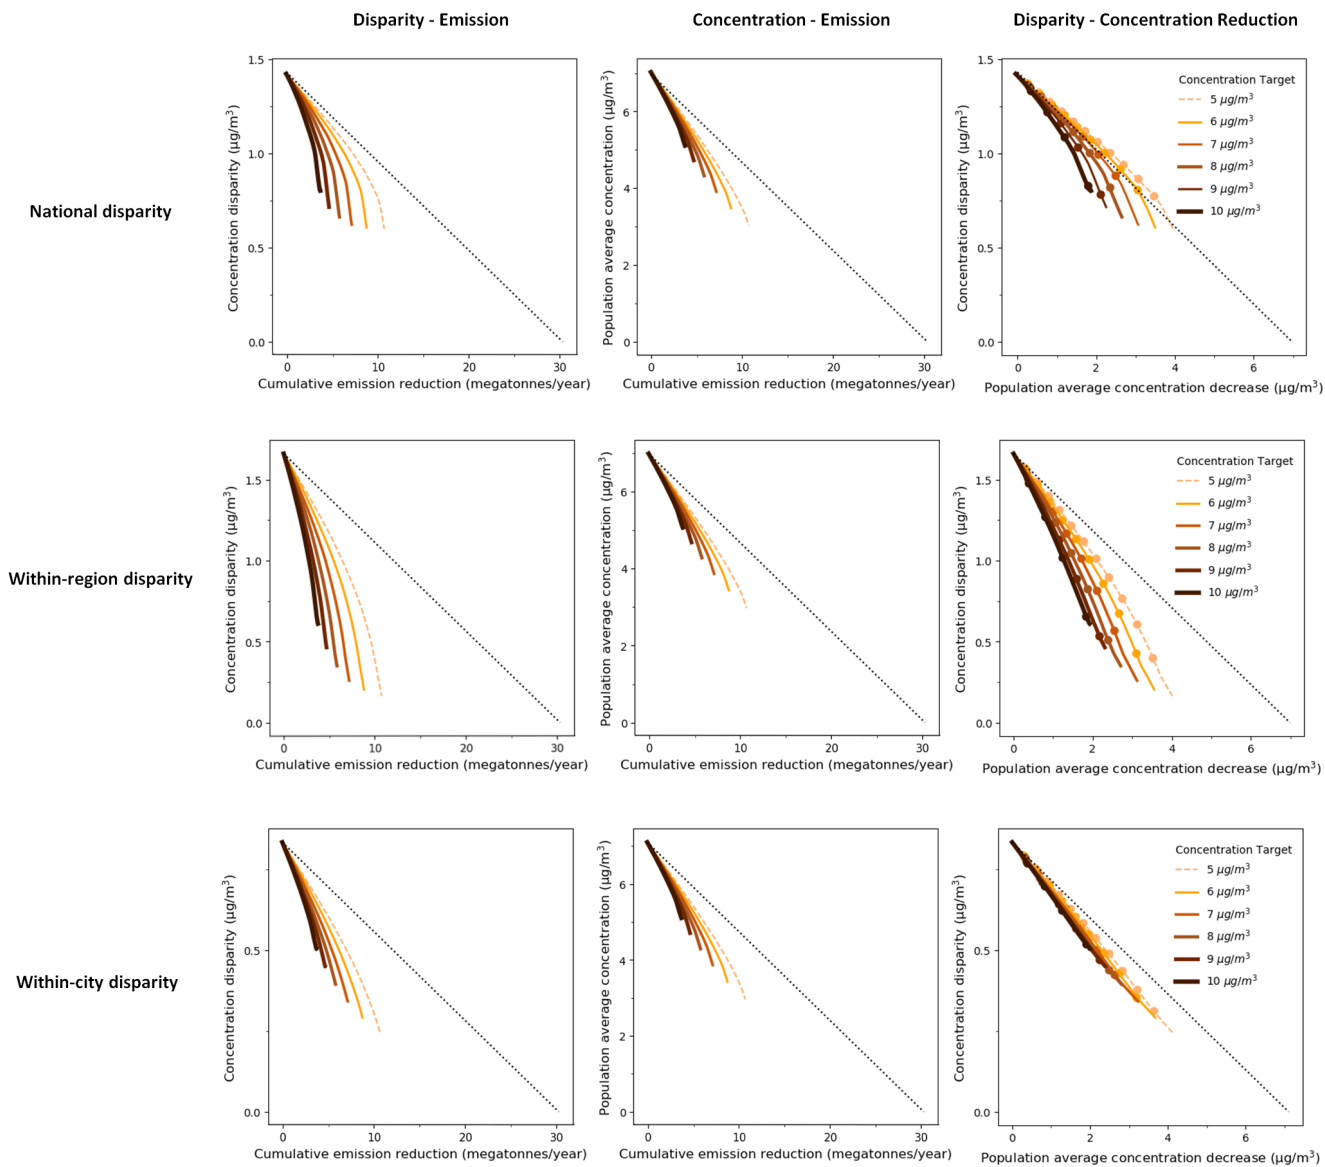 Disparity - Emission
Concentration - Emission
Disparity - Concentration Reduction
National disparity
Concentration disparity (μg/m³)
1.5
1.0
0.5
0.0
0
10
20
30
Cumulative emission reduction (megatonnes/year)
Population average concentration (μg/m³)
6
4
2
0
0
10
20
30
Cumulative emission reduction (megatonnes/year)
Concentration disparity (μg/m³)
1.5
1.0
0.5
0.0
0
2
4
6
Population average concentration decrease (μg/m³)
Concentration Target
5 μg/m³
6 μg/m³
7 μg/m³
8 μg/m³
9 μg/m³
10 μg/m³
Within-region disparity
Concentration disparity (μg/m³)
1.5
1.0
0.5
0.0
0
10
20
30
Cumulative emission reduction (megatonnes/year)
Population average concentration (μg/m³)
6
4
2
0
0
10
20
30
Cumulative emission reduction (megatonnes/year)
Concentration disparity (μg/m³)
1.5
1.0
0.5
0.0
0
2
4
6
Population average concentration decrease (μg/m³)
Concentration Target
5 μg/m³
6 μg/m³
7 μg/m³
8 μg/m³
9 μg/m³
10 μg/m³
Within-city disparity
Concentration disparity (μg/m³)
0.5
0.0
0
10
20
30
Cumulative emission reduction (megatonnes/year)
Population average concentration (μg/m³)
6
4
2
0
0
10
20
30
Cumulative emission reduction (megatonnes/year)
Concentration disparity (μg/m³)
0.5
0.0
0
2
4
6
Population average concentration decrease (μg/m³)
Concentration Target
5 μg/m³
6 μg/m³
7 μg/m³
8 μg/m³
9 μg/m³
10 μg/m³